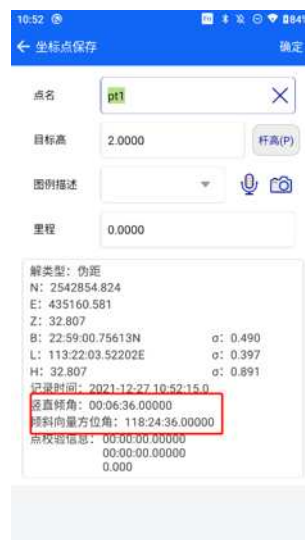 10:52
84%
坐标点保存
确定
点名 pt1
目标高 2.0000 杆高(P)
图例描述
里程 0.0000
解类型：伪距
N：2542854.824
E：435160.581
Z：32.807
B：22:59:00.75613N σ：0.490
L：113:22:03.52202E σ：0.397
H：32.807 σ：0.891
记录时间：2021-12-27 10:52:15.0
竖直倾角：00:06:36.00000
倾斜向量方位角：118:24:36.00000
点校验信息：00:00:00.00000
00:00:00.00000
0.000